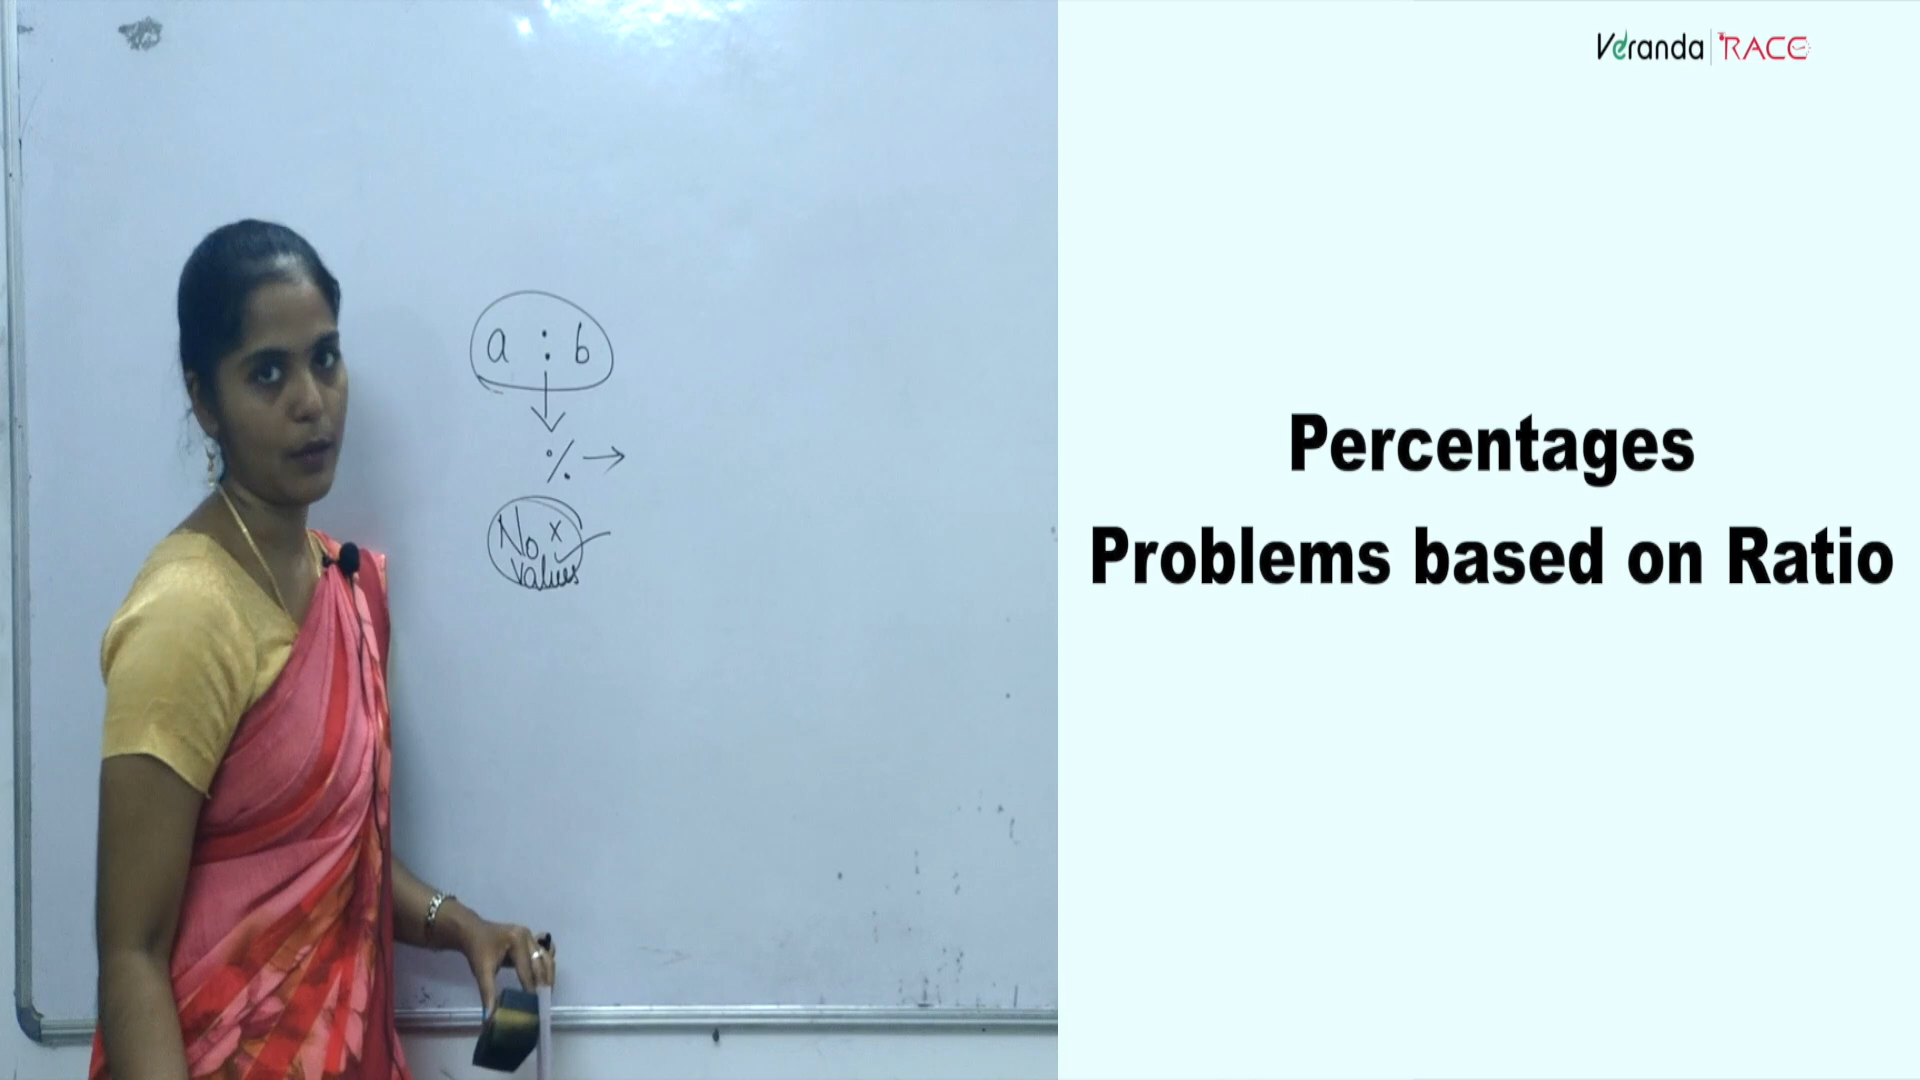 a : b
%
No x
values
Veranda RACE
Percentages
Problems based on Ratio